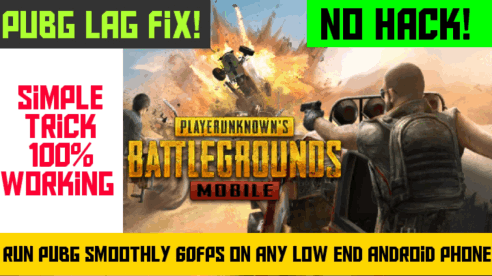 PUBG LAG FIX!
NO HACK!
SIMPLE
TRICK
100%
WORKING
PLAYERUNKNOWN'S
BATTLEGROUNDS
MOBILE
RUN PUBG SMOOTHLY 60FPS ON ANY LOW END ANDROID PHONE